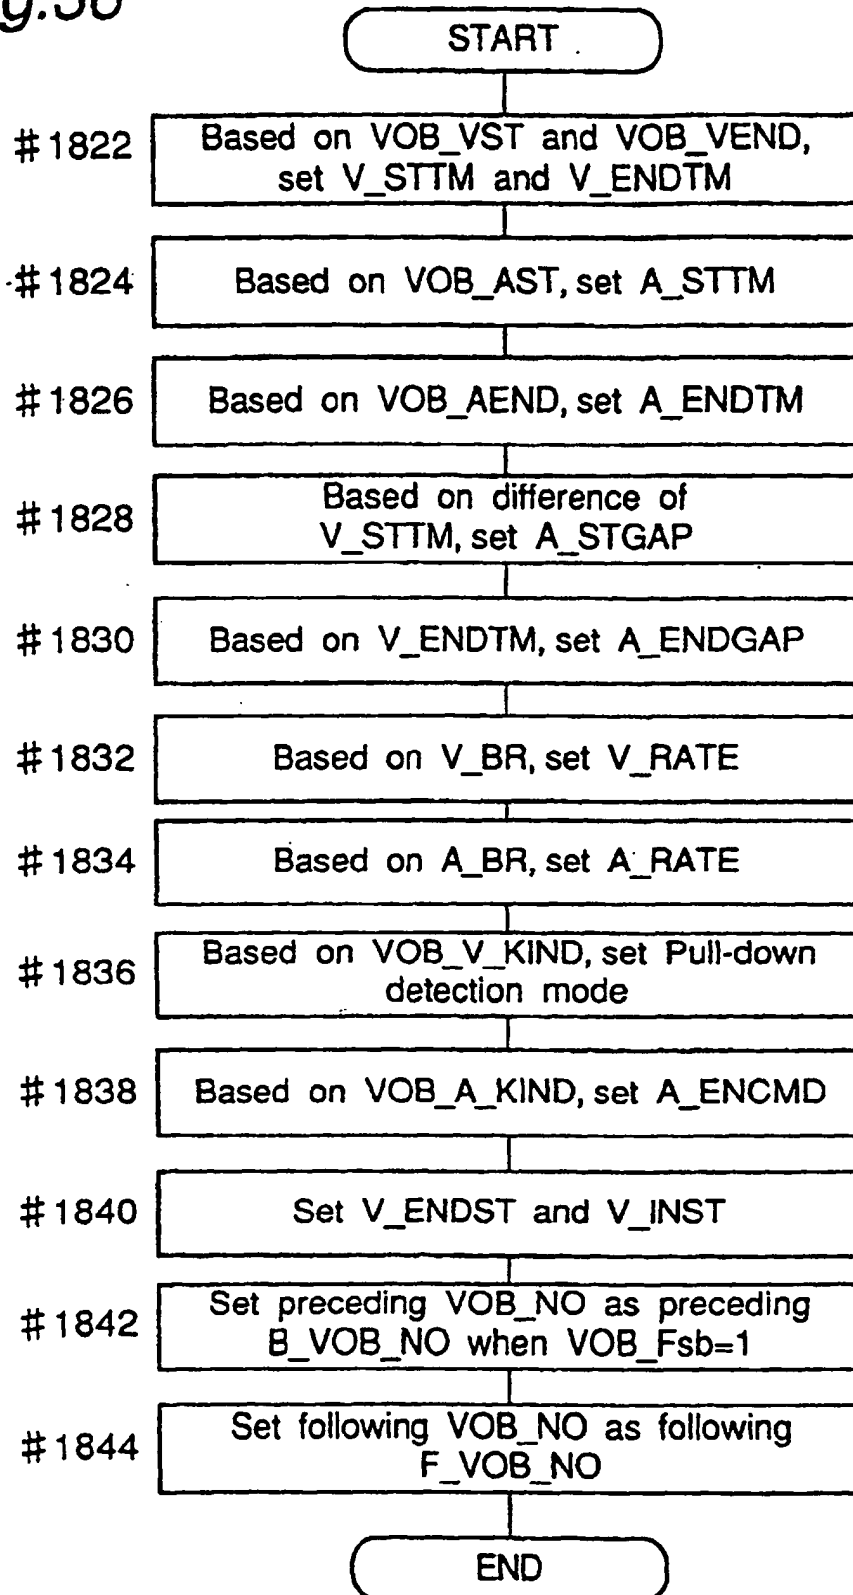 START
#1822
Based on VOB_VST and VOB_VEND,
set V_STTM and V_ENDTM
#1824
Based on VOB_AST, set A_STTM
#1826
Based on VOB_AEND, set A_ENDTM
#1828
Based on difference of
V_STTM, set A_STGAP
#1830
Based on V_ENDTM, set A_ENDGAP
#1832
Based on V_BR, set V_RATE
#1834
Based on A_BR, set A_RATE
#1836
Based on VOB_V_KIND, set Pull-down
detection mode
#1838
Based on VOB_A_KIND, set A_ENCMD
#1840
Set V_ENDST and V_INST
#1842
Set preceding VOB_NO as preceding
B_VOB_NO when VOB_Fsb=1
#1844
Set following VOB_NO as following
F_VOB_NO
END